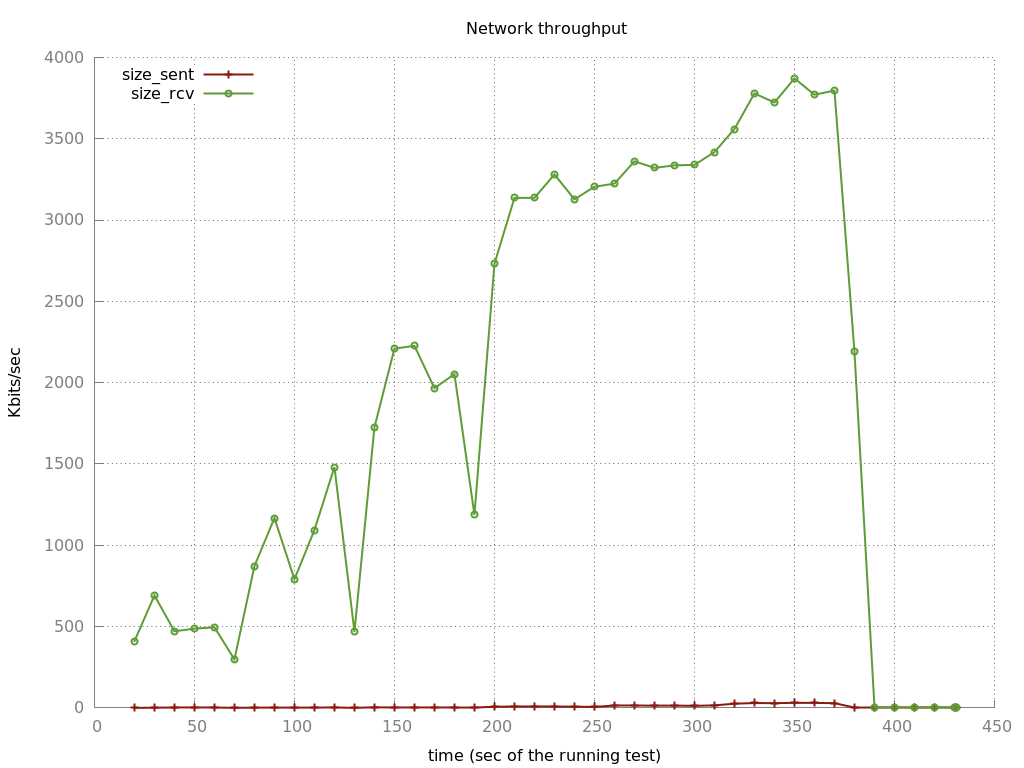 Network throughput
size_sent
size_rcv
4000
3500
3000
2500
2000
1500
1000
500
0
Kbits/sec
0 50 100 150 200 250 300 350 400 450
time (sec of the running test)